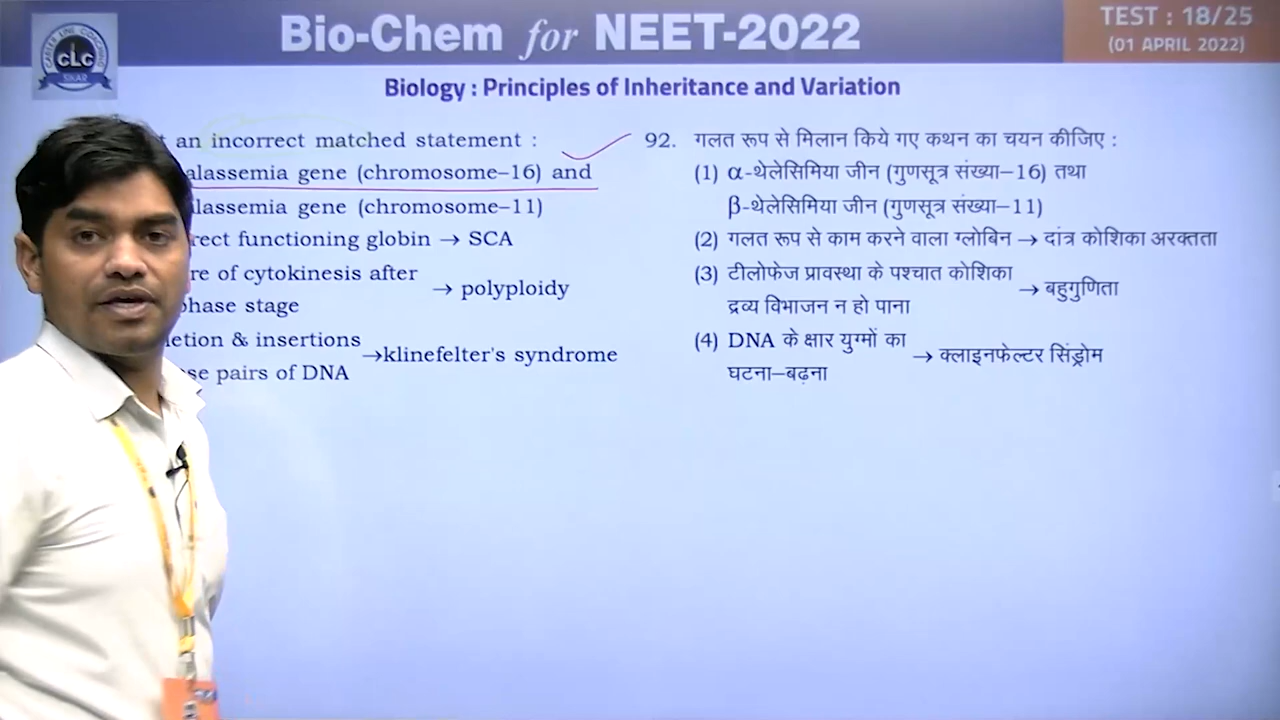 Bio-Chem for NEET-2022
TEST : 18/25
(01 APRIL 2022)
CLC
SIKAR
Biology : Principles of Inheritance and Variation
an incorrect matched statement :
alassemia gene (chromosome–16) and
alassemia gene (chromosome–11)
rect functioning globin → SCA
re of cytokinesis after
→ polyploidy
phase stage
etion & insertions
→klinefelter's syndrome
se pairs of DNA
92. गलत रूप से मिलान किये गए कथन का चयन कीजिए :
(1) α-थेलेसिमिया जीन (गुणसूत्र संख्या–16) तथा
β-थेलेसिमिया जीन (गुणसूत्र संख्या–11)
(2) गलत रूप से काम करने वाला ग्लोबिन → दांत्र कोशिका अरक्तता
(3) टीलोफेज प्रावस्था के पश्चात कोशिका
→ बहुगुणिता
द्रव्य विभाजन न हो पाना
(4) DNA के क्षार युग्मों का
→ क्लाइनफेल्टर सिंड्रोम
घटना–बढ़ना